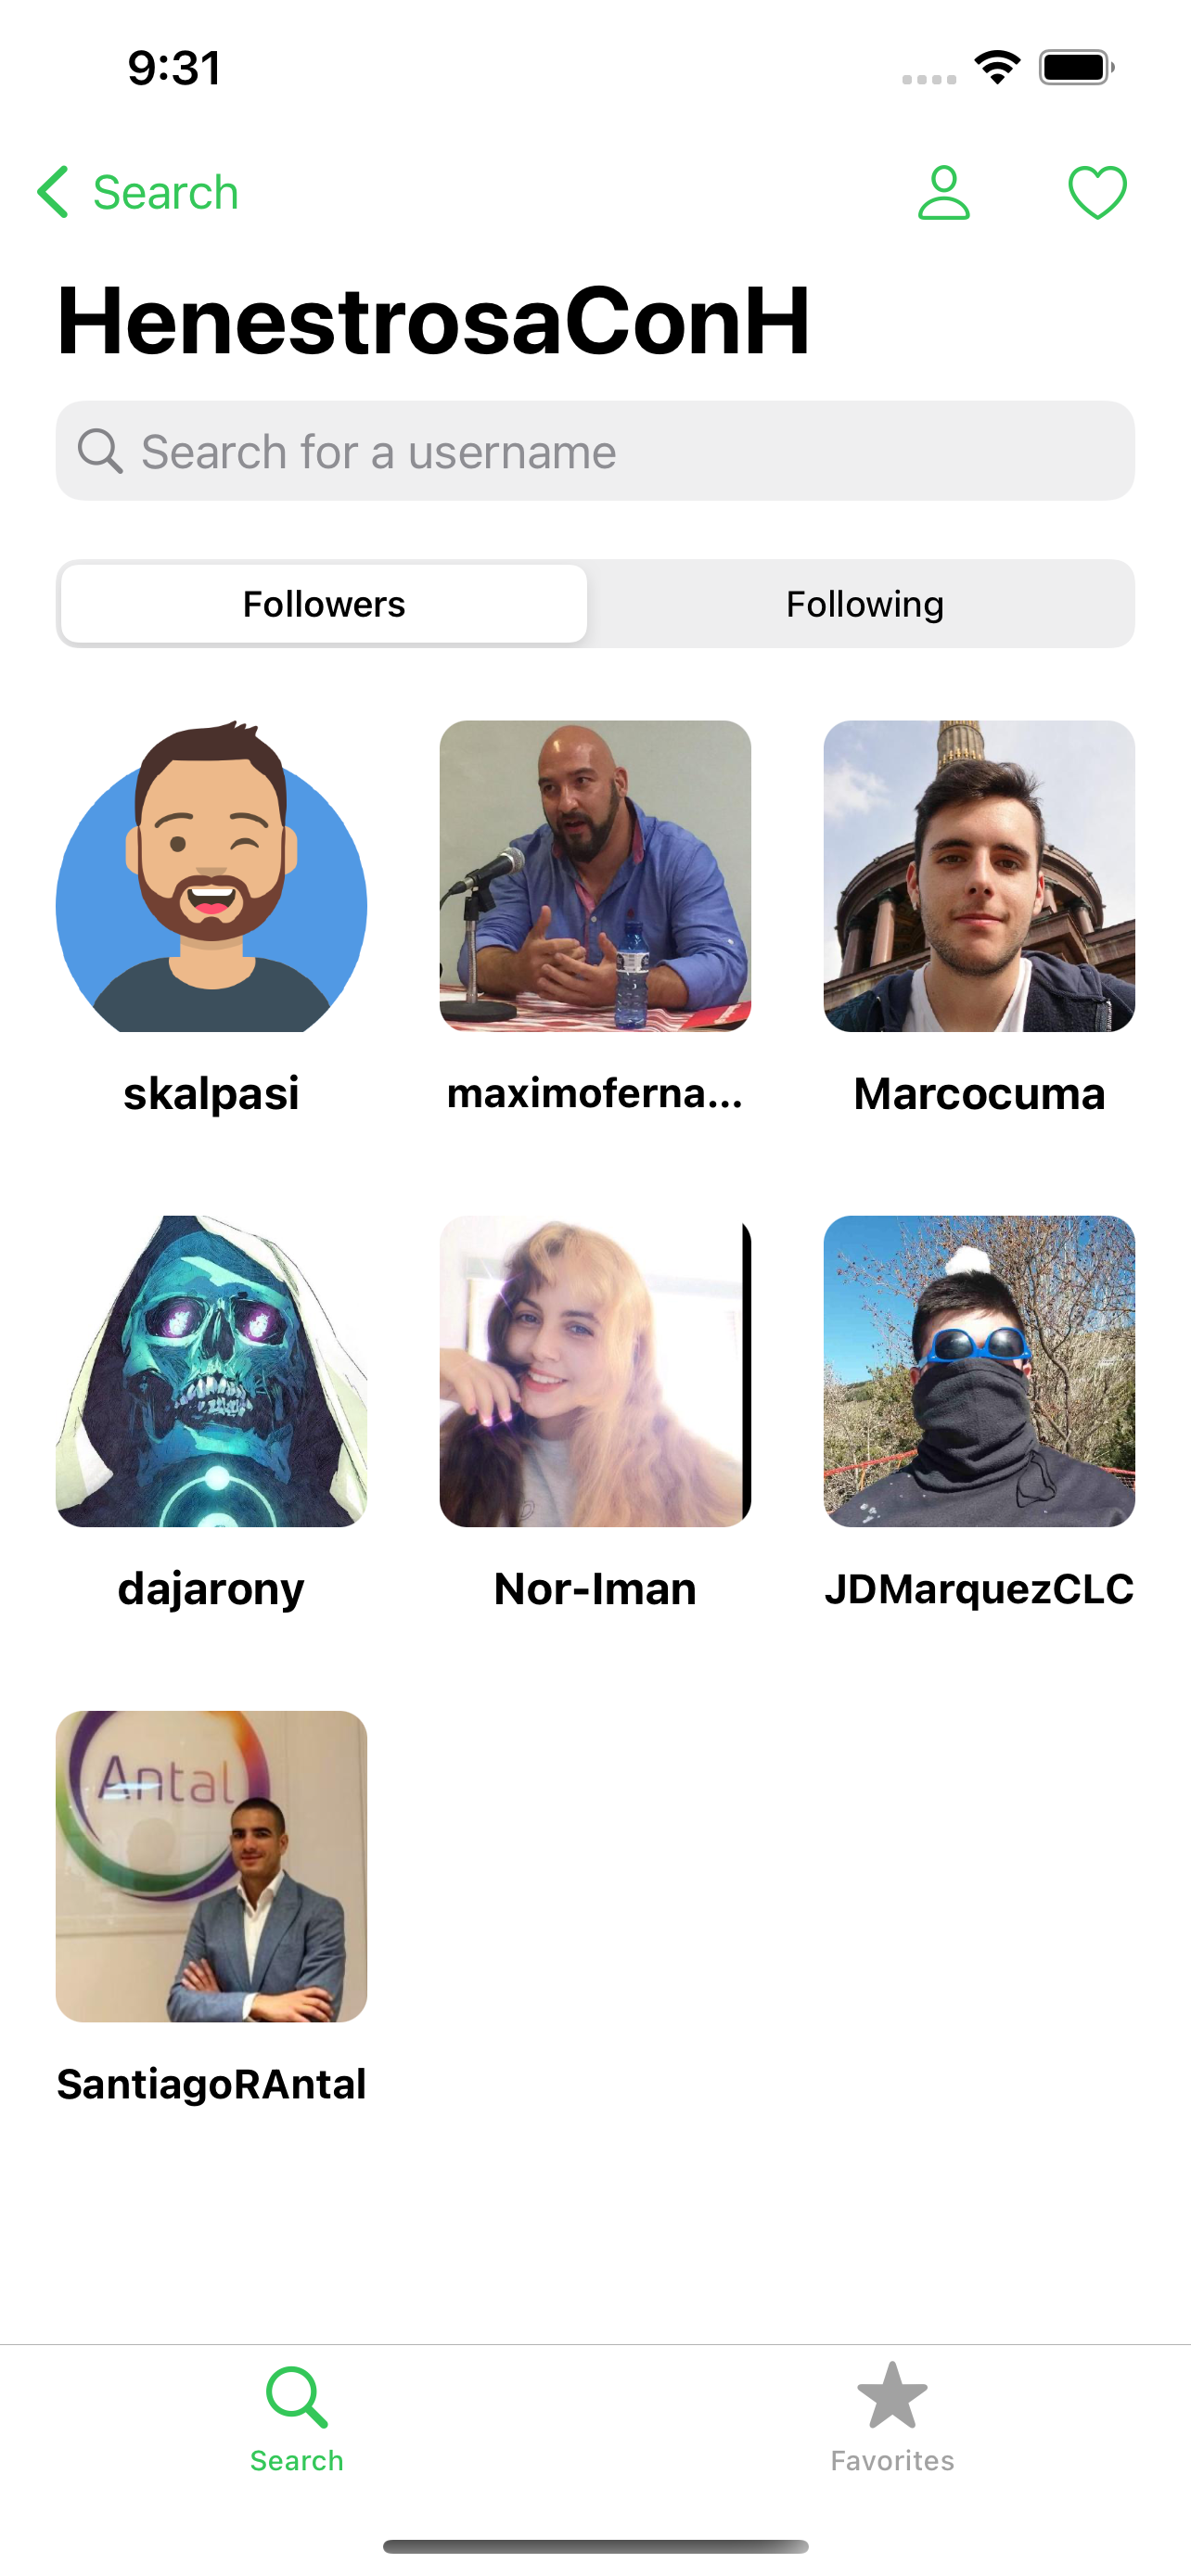 9:31
Search
HenestrosaConH
Search for a username
Followers Following
skalpasi maximoferna... Marcocuma
dajarony Nor-Iman JDMarquezCLC
Antal
SantiagoRAntal
Search Favorites